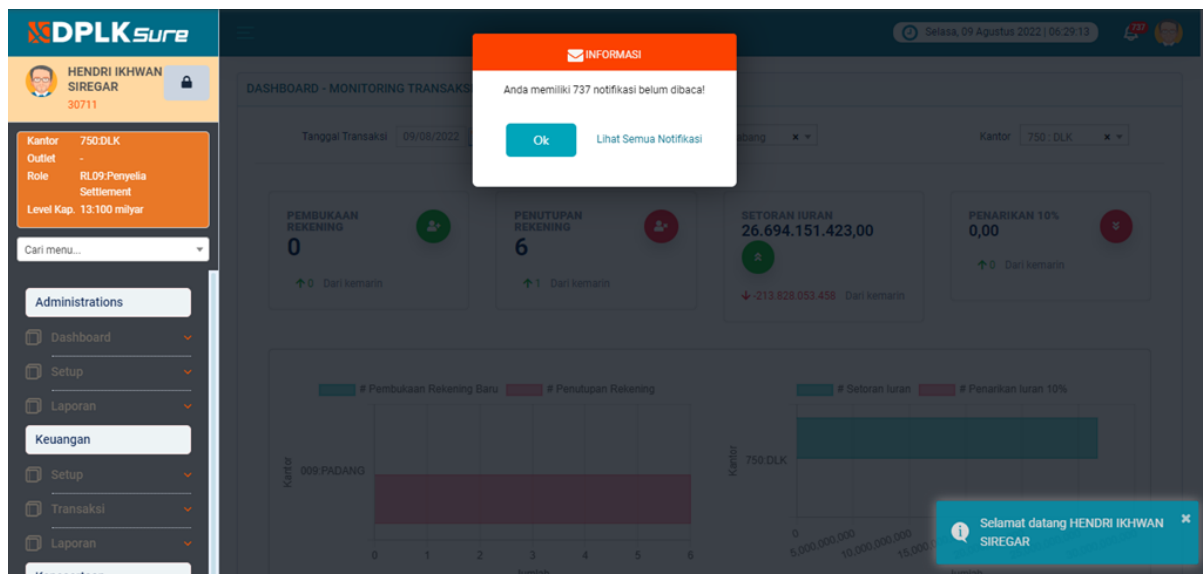 DPLKsure
HENDRI IKHWAN
SIREGAR
30711
Kantor 750:DLK
Outlet -
Role RL09:Penyelia
Settlement
Level Kap. 13:100 milyar
Cari menu...
Administrations
Dashboard
Setup
Laporan
Keuangan
Setup
Transaksi
Laporan
Selasa, 09 Agustus 2022 | 06:29:13
737
INFORMASI
Anda memiliki 737 notifikasi belum dibaca!
Ok Lihat Semua Notifikasi
DASHBOARD - MONITORING TRANSAKS
Tanggal Transaksi 09/08/2022
abang × Kantor 750 : DLK ×
PEMBUKAAN
REKENING
0
0 Dari kemarin
PENUTUPAN
REKENING
6
1 Dari kemarin
SETORAN IURAN
26.694.151.423,00
-213.828.053.458 Dari kemarin
PENARIKAN 10%
0,00
0 Dari kemarin
# Pembukaan Rekening Baru # Penutupan Rekening
Kantor
009:PADANG
0 1 2 3 4 5 6
# Setoran Iuran # Penarikan Iuran 10%
Kantor
750:DLK
0 5,000,000,000 10,000,000,000
Jumlah
Selamat datang HENDRI IKHWAN ×
SIREGAR